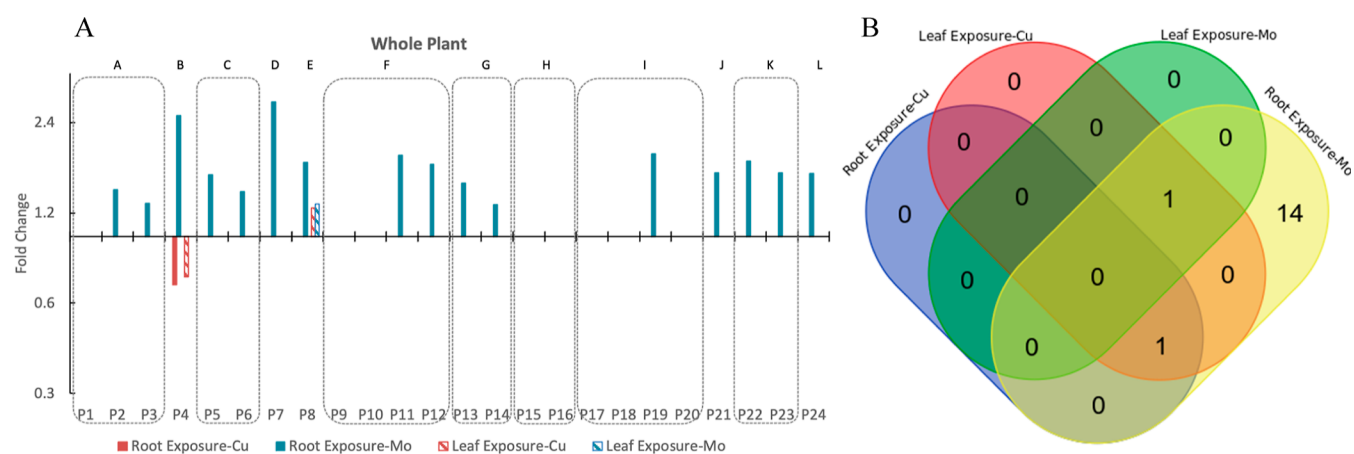 A
Whole Plant
A B C D E F G H I J K L
Fold Change
2.4
1.2
0.6
0.3
P1 P2 P3 P4 P5 P6 P7 P8 P9 P10 P11 P12 P13 P14 P15 P16 P17 P18 P19 P20 P21 P22 P23 P24
Root Exposure-Cu Root Exposure-Mo Leaf Exposure-Cu Leaf Exposure-Mo
B
Leaf Exposure-Cu Leaf Exposure-Mo
Root Exposure-Cu Root Exposure-Mo
0 0
0 0 0
0 0 1 14
0 0 0
0 1
0